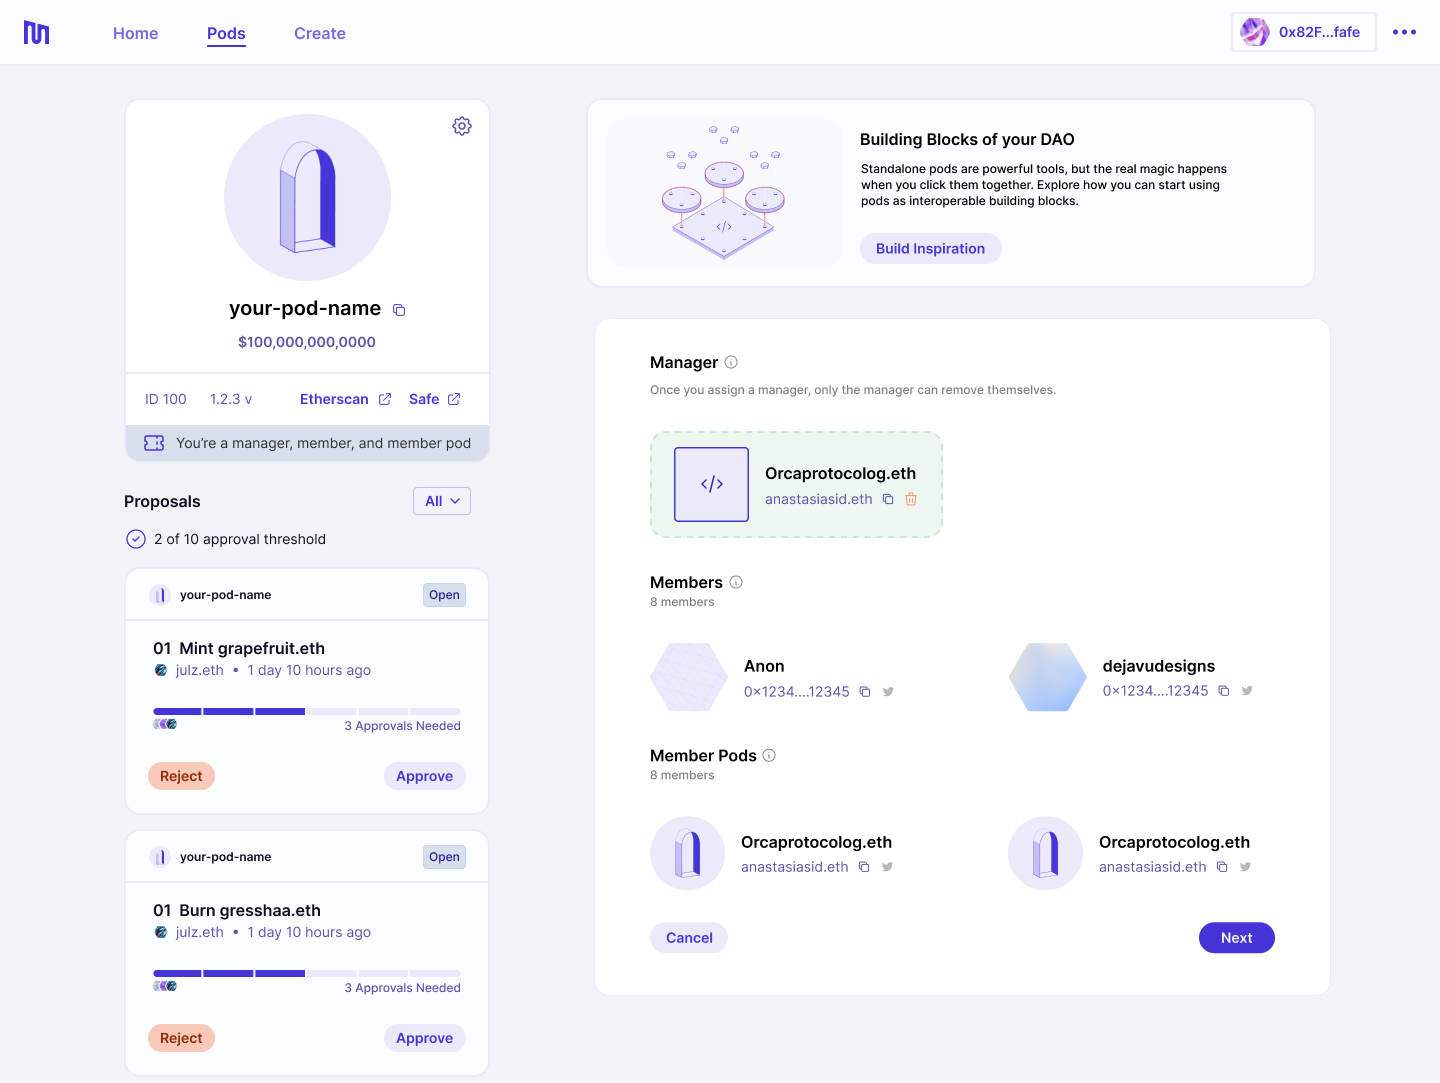 Home
Pods
Create
0x82F...fafe
your-pod-name
$100,000,000,0000
ID 100
1.2.3 v
Etherscan
Safe
You’re a manager, member, and member pod
Proposals
All
2 of 10 approval threshold
your-pod-name
Open
01 Mint grapefruit.eth
julz.eth • 1 day 10 hours ago
3 Approvals Needed
Reject
Approve
your-pod-name
Open
01 Burn gresshaa.eth
julz.eth • 1 day 10 hours ago
3 Approvals Needed
Reject
Approve
Building Blocks of your DAO
Standalone pods are powerful tools, but the real magic happens
when you click them together. Explore how you can start using
pods as interoperable building blocks.
Build Inspiration
</>
Manager
Once you assign a manager, only the manager can remove themselves.
</>
Orcaprotocolog.eth
anastasiasid.eth
Members
8 members
Anon
0x1234....12345
dejavudesigns
0x1234....12345
Member Pods
8 members
Orcaprotocolog.eth
anastasiasid.eth
Orcaprotocolog.eth
anastasiasid.eth
Cancel
Next